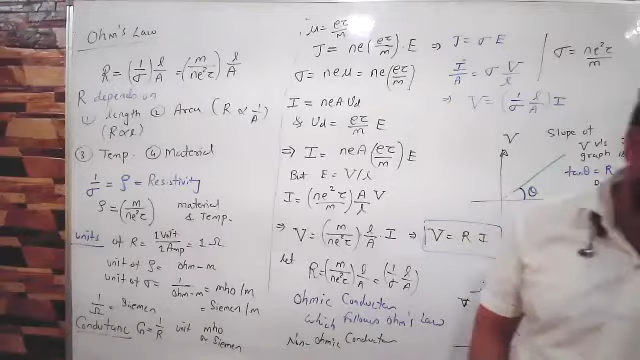 Ohm's Law
R = (1/σ) l/A = (m/ne²τ) l/A
R depends on
① length ② Area (R ∝ 1/A)
(R∝l)
③ Temp. ④ Material
1/σ = ρ = Resistivity
ρ = (m/ne²τ) material & Temp.
units of R = 1 Volt/1 Amp = 1 Ω
unit of ρ = ohm-m
unit of σ = 1/ohm-m = mho/m
= Siemen/m
1/Ω = Siemen
Conductance G = 1/R unit mho or Siemen
μ = eτ/m
J = ne(eτ/m)·E ⇒ J = σ E
σ = neμ = ne(eτ/m)
I = neA Ud
& Ud = eτ/m E
⇒ I = neA(eτ/m) E
But E = V/l
I = (ne²τ/m) A/l V
⇒ V = (m/ne²τ) l/A · I ⇒ V = R I
let
R = (m/ne²τ) l/A = (1/σ l/A)
Ohmic Conductor
Which follows Ohm's Law
Non-Ohmic Conductor
I/A = σ V/l
⇒ V = (1/σ l/A) I
σ = ne²τ/m
V
Slope of
V v/s
graph
tanθ = R
θ